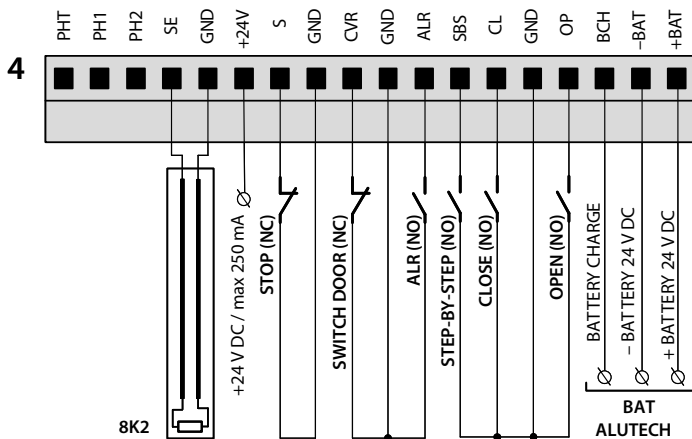 4
PHT
PH1
PH2
SE
GND
+24V
S
GND
CVR
GND
ALR
SBS
CL
GND
OP
BCH
–BAT
+BAT
8K2
+24 V DC / max 250 mA
STOP (NC)
SWITCH DOOR (NC)
ALR (NO)
STEP-BY-STEP (NO)
CLOSE (NO)
OPEN (NO)
BATTERY CHARGE
– BATTERY 24 V DC
+ BATTERY 24 V DC
BAT
ALUTECH